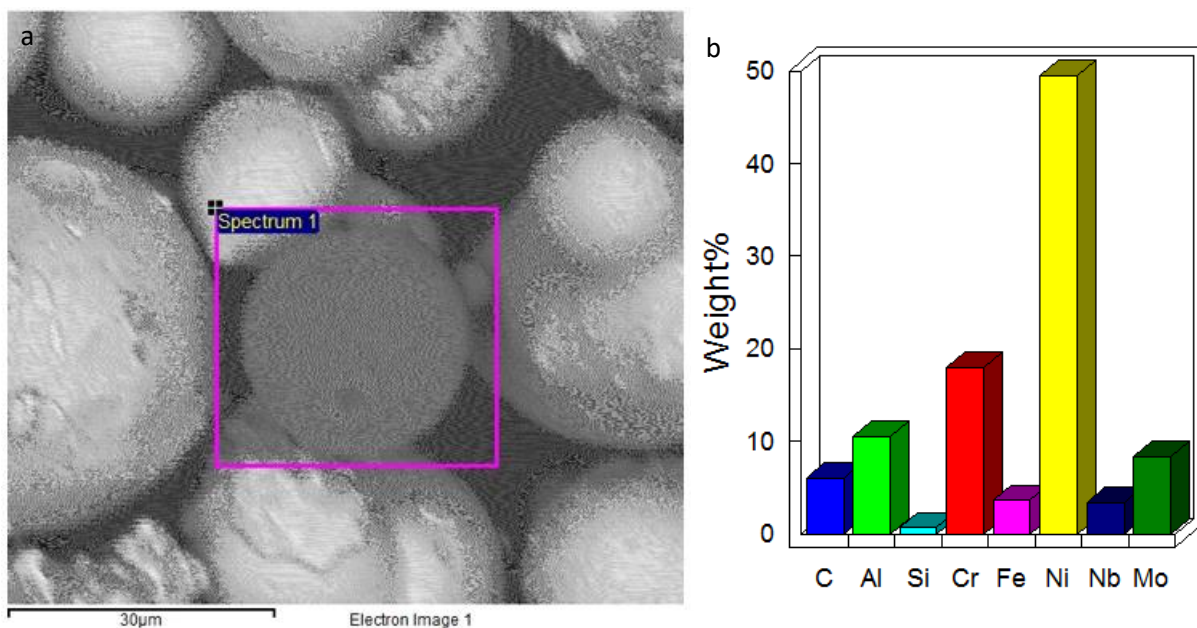 a
Spectrum 1
30µm
Electron Image 1
b
Weight%
50
40
30
20
10
0
C Al Si Cr Fe Ni Nb Mo